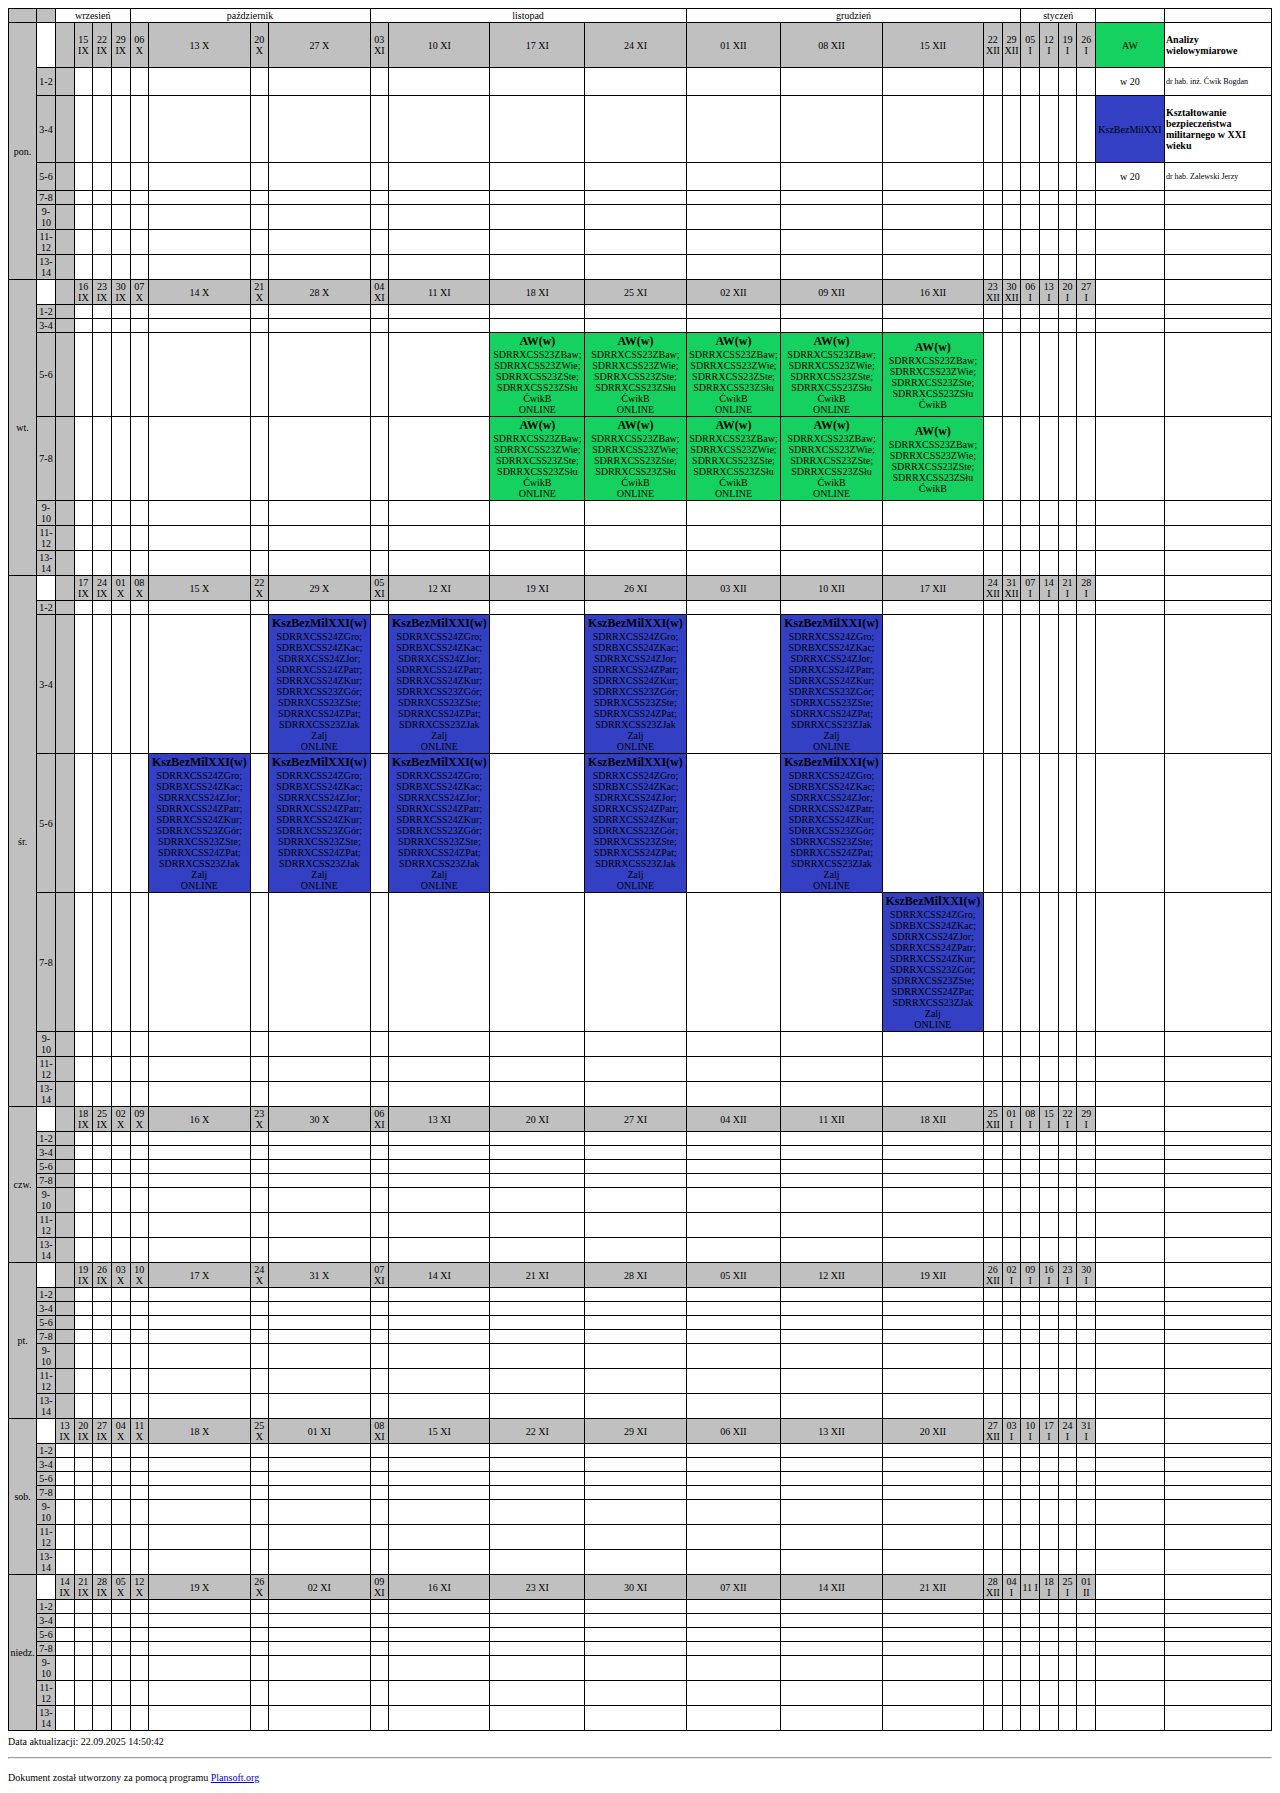 wrzesień październik listopad grudzień styczeń
pon. 15 IX 22 IX 29 IX 06 X 13 X 20 X 27 X 03 XI 10 XI 17 XI 24 XI 01 XII 08 XII 15 XII 22 XII 29 XII 05 I 12 I 19 I 26 I AW Analizy wielowymiarowe
1-2 w 20 dr hab. inż. Ćwik Bogdan
3-4 KszBezMilXXI Kształtowanie bezpieczeństwa militarnego w XXI wieku
5-6 w 20 dr hab. Zalewski Jerzy
7-8
9-10
11-12
13-14
wt. 16 IX 23 IX 30 IX 07 X 14 X 21 X 28 X 04 XI 11 XI 18 XI 25 XI 02 XII 09 XII 16 XII 23 XII 30 XII 06 I 13 I 20 I 27 I
1-2
3-4
5-6
AW(w) AW(w) AW(w) AW(w) AW(w)
SDRRXCSS23ZBaw; SDRRXCSS23ZBaw; SDRRXCSS23ZBaw; SDRRXCSS23ZBaw; SDRRXCSS23ZBaw;
SDRRXCSS23ZWie; SDRRXCSS23ZWie; SDRRXCSS23ZWie; SDRRXCSS23ZWie; SDRRXCSS23ZWie;
SDRRXCSS23ZSte; SDRRXCSS23ZSte; SDRRXCSS23ZSte; SDRRXCSS23ZSte; SDRRXCSS23ZSte;
SDRRXCSS23ZSłu SDRRXCSS23ZSłu SDRRXCSS23ZSłu SDRRXCSS23ZSłu SDRRXCSS23ZSłu
ĆwikB ĆwikB ĆwikB ĆwikB ĆwikB
ONLINE ONLINE ONLINE ONLINE
7-8
AW(w) AW(w) AW(w) AW(w) AW(w)
SDRRXCSS23ZBaw; SDRRXCSS23ZBaw; SDRRXCSS23ZBaw; SDRRXCSS23ZBaw; SDRRXCSS23ZBaw;
SDRRXCSS23ZWie; SDRRXCSS23ZWie; SDRRXCSS23ZWie; SDRRXCSS23ZWie; SDRRXCSS23ZWie;
SDRRXCSS23ZSte; SDRRXCSS23ZSte; SDRRXCSS23ZSte; SDRRXCSS23ZSte; SDRRXCSS23ZSte;
SDRRXCSS23ZSłu SDRRXCSS23ZSłu SDRRXCSS23ZSłu SDRRXCSS23ZSłu SDRRXCSS23ZSłu
ĆwikB ĆwikB ĆwikB ĆwikB ĆwikB
ONLINE ONLINE ONLINE ONLINE
9-10
11-12
13-14
śr. 17 IX 24 IX 01 X 08 X 15 X 22 X 29 X 05 XI 12 XI 19 XI 26 XI 03 XII 10 XII 17 XII 24 XII 31 XII 07 I 14 I 21 I 28 I
1-2
3-4
KszBezMilXXI(w) KszBezMilXXI(w) KszBezMilXXI(w) KszBezMilXXI(w)
SDRRXCSS24ZGro; SDRRXCSS24ZGro; SDRRXCSS24ZGro; SDRRXCSS24ZGro;
SDRBXCSS24ZKac; SDRBXCSS24ZKac; SDRBXCSS24ZKac; SDRBXCSS24ZKac;
SDRRXCSS24ZJor; SDRRXCSS24ZJor; SDRRXCSS24ZJor; SDRRXCSS24ZJor;
SDRRXCSS24ZPatr; SDRRXCSS24ZPatr; SDRRXCSS24ZPatr; SDRRXCSS24ZPatr;
SDRRXCSS24ZKur; SDRRXCSS24ZKur; SDRRXCSS24ZKur; SDRRXCSS24ZKur;
SDRRXCSS23ZGór; SDRRXCSS23ZGór; SDRRXCSS23ZGór; SDRRXCSS23ZGór;
SDRRXCSS23ZSte; SDRRXCSS23ZSte; SDRRXCSS23ZSte; SDRRXCSS23ZSte;
SDRRXCSS24ZPat; SDRRXCSS24ZPat; SDRRXCSS24ZPat; SDRRXCSS24ZPat;
SDRRXCSS23ZJak SDRRXCSS23ZJak SDRRXCSS23ZJak SDRRXCSS23ZJak
Zalj Zalj Zalj Zalj
ONLINE ONLINE ONLINE ONLINE
5-6
KszBezMilXXI(w) KszBezMilXXI(w) KszBezMilXXI(w) KszBezMilXXI(w) KszBezMilXXI(w)
SDRRXCSS24ZGro; SDRRXCSS24ZGro; SDRRXCSS24ZGro; SDRRXCSS24ZGro; SDRRXCSS24ZGro;
SDRBXCSS24ZKac; SDRBXCSS24ZKac; SDRBXCSS24ZKac; SDRBXCSS24ZKac; SDRBXCSS24ZKac;
SDRRXCSS24ZJor; SDRRXCSS24ZJor; SDRRXCSS24ZJor; SDRRXCSS24ZJor; SDRRXCSS24ZJor;
SDRRXCSS24ZPatr; SDRRXCSS24ZPatr; SDRRXCSS24ZPatr; SDRRXCSS24ZPatr; SDRRXCSS24ZPatr;
SDRRXCSS24ZKur; SDRRXCSS24ZKur; SDRRXCSS24ZKur; SDRRXCSS24ZKur; SDRRXCSS24ZKur;
SDRRXCSS23ZGór; SDRRXCSS23ZGór; SDRRXCSS23ZGór; SDRRXCSS23ZGór; SDRRXCSS23ZGór;
SDRRXCSS23ZSte; SDRRXCSS23ZSte; SDRRXCSS23ZSte; SDRRXCSS23ZSte; SDRRXCSS23ZSte;
SDRRXCSS24ZPat; SDRRXCSS24ZPat; SDRRXCSS24ZPat; SDRRXCSS24ZPat; SDRRXCSS24ZPat;
SDRRXCSS23ZJak SDRRXCSS23ZJak SDRRXCSS23ZJak SDRRXCSS23ZJak SDRRXCSS23ZJak
Zalj Zalj Zalj Zalj Zalj
ONLINE ONLINE ONLINE ONLINE ONLINE
7-8
KszBezMilXXI(w)
SDRRXCSS24ZGro;
SDRBXCSS24ZKac;
SDRRXCSS24ZJor;
SDRRXCSS24ZPatr;
SDRRXCSS24ZKur;
SDRRXCSS23ZGór;
SDRRXCSS23ZSte;
SDRRXCSS24ZPat;
SDRRXCSS23ZJak
Zalj
ONLINE
9-10
11-12
13-14
czw. 18 IX 25 IX 02 X 09 X 16 X 23 X 30 X 06 XI 13 XI 20 XI 27 XI 04 XII 11 XII 18 XII 25 XII 01 I 08 I 15 I 22 I 29 I
1-2
3-4
5-6
7-8
9-10
11-12
13-14
pt. 19 IX 26 IX 03 X 10 X 17 X 24 X 31 X 07 XI 14 XI 21 XI 28 XI 05 XII 12 XII 19 XII 26 XII 02 I 09 I 16 I 23 I 30 I
1-2
3-4
5-6
7-8
9-10
11-12
13-14
sob. 13 IX 20 IX 27 IX 04 X 11 X 18 X 25 X 01 XI 08 XI 15 XI 22 XI 29 XI 06 XII 13 XII 20 XII 27 XII 03 I 10 I 17 I 24 I 31 I
1-2
3-4
5-6
7-8
9-10
11-12
13-14
niedz. 14 IX 21 IX 28 IX 05 X 12 X 19 X 26 X 02 XI 09 XI 16 XI 23 XI 30 XI 07 XII 14 XII 21 XII 28 XII 04 I 11 I 18 I 25 I 01 II
1-2
3-4
5-6
7-8
9-10
11-12
13-14
Data aktualizacji: 22.09.2025 14:50:42
Dokument został utworzony za pomocą programu Plansoft.org